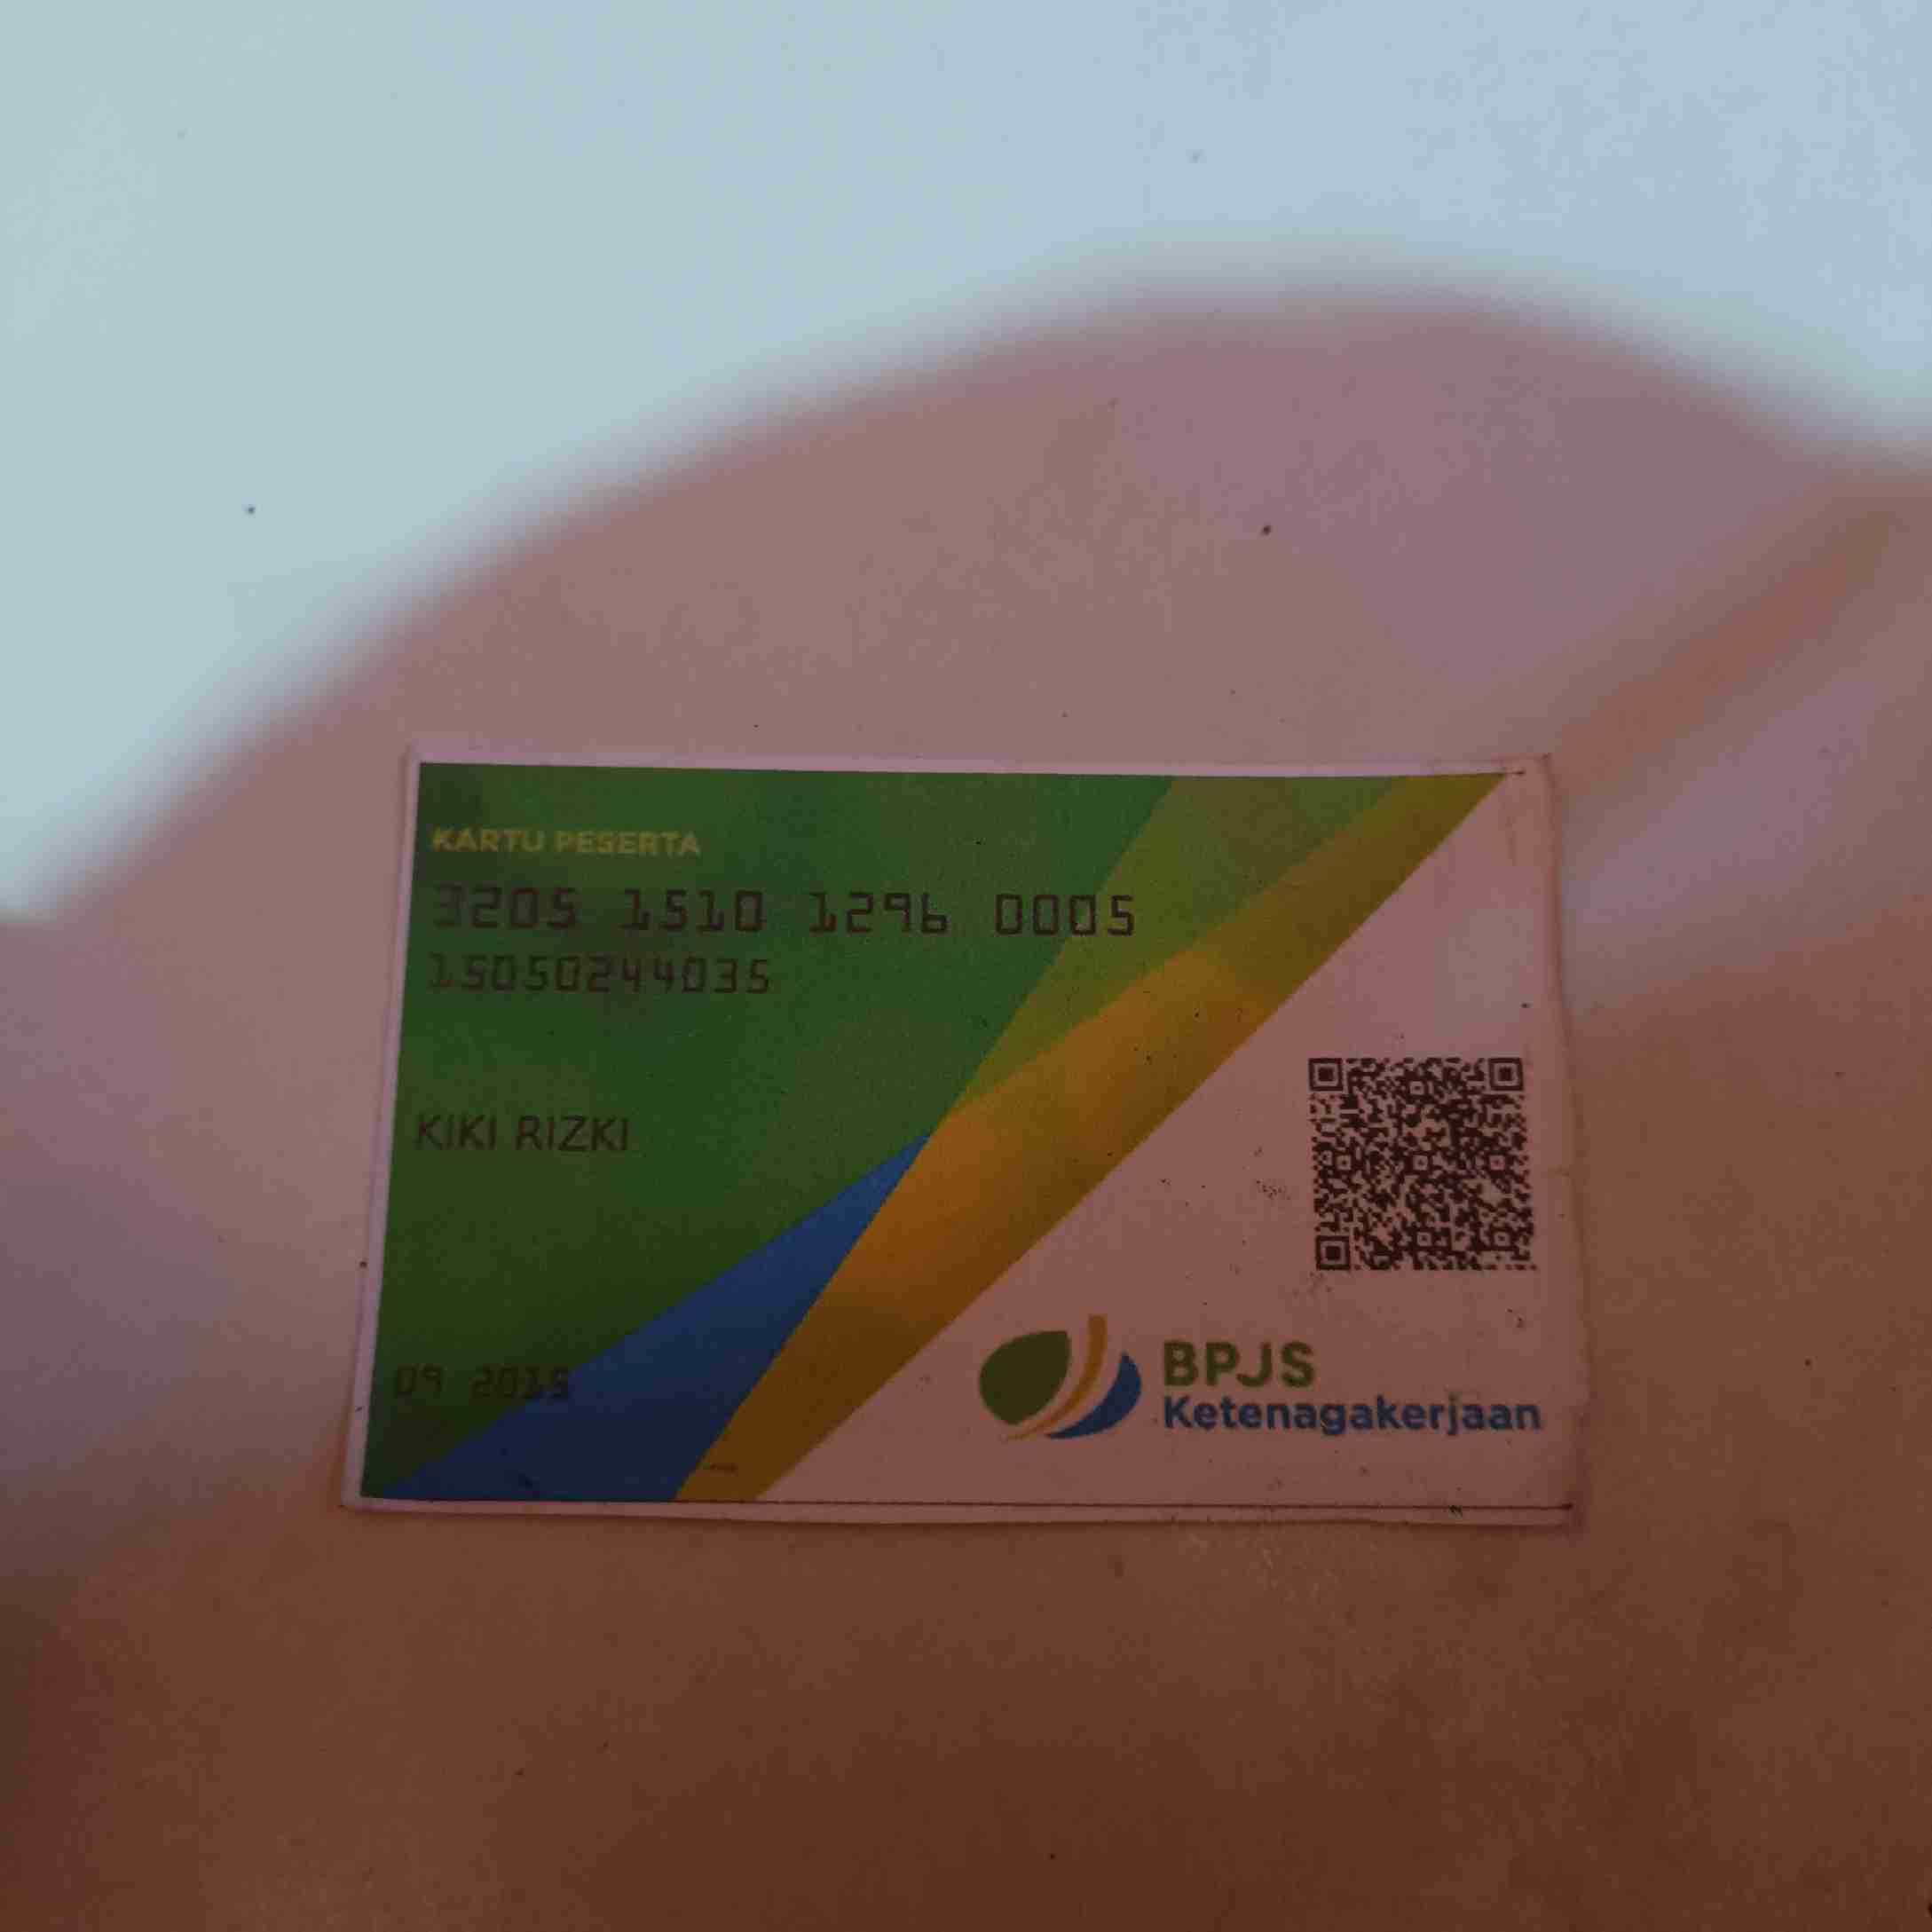 KARTU PESERTA
3205 1510 1296 0005
15050244035
KIKI RIZKI
09 2015
BPJS
Ketenagakerjaan